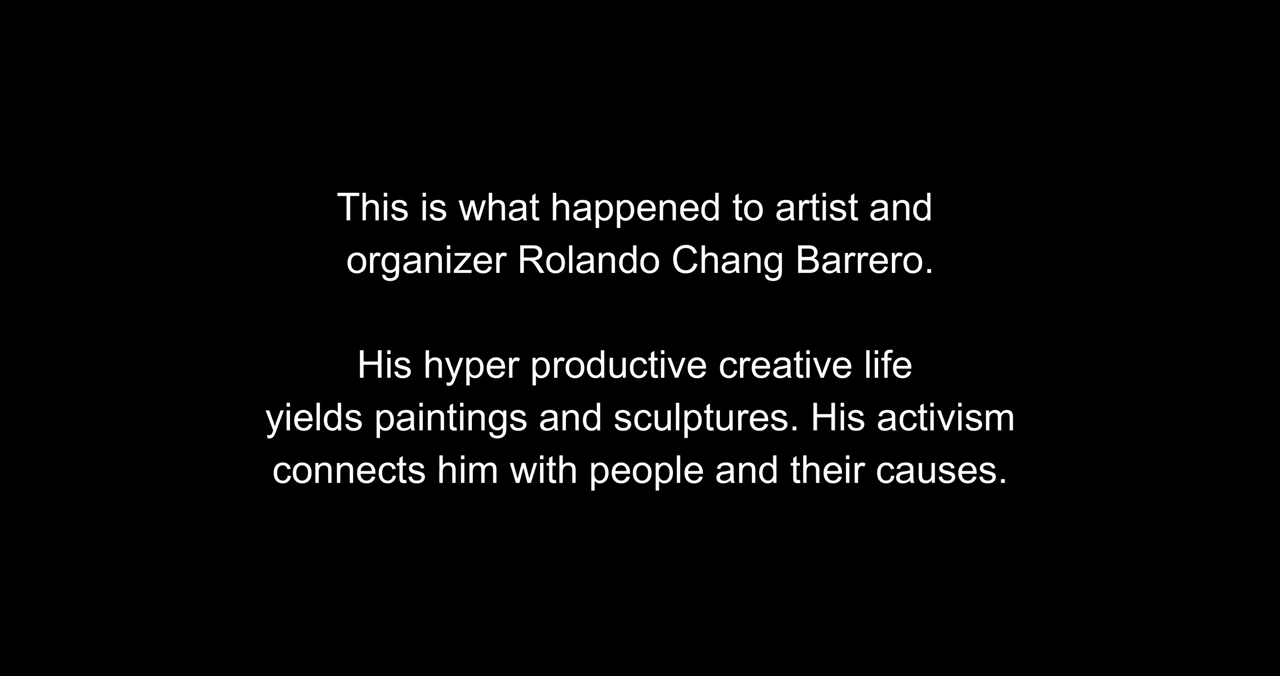 This is what happened to artist and
organizer Rolando Chang Barrero.
His hyper productive creative life
yields paintings and sculptures. His activism
connects him with people and their causes.